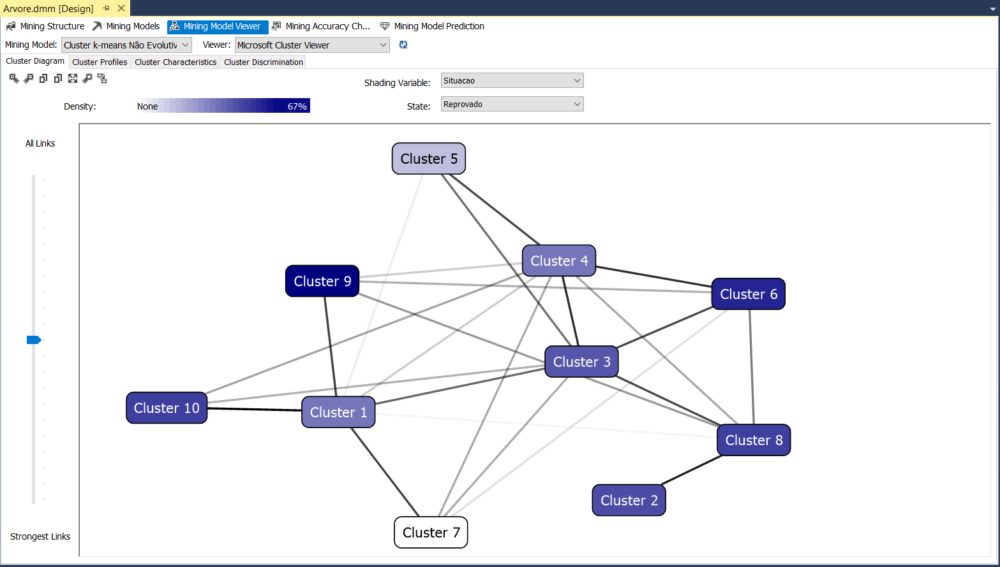 Arvore.dmm [Design]
Mining Structure Mining Models Mining Model Viewer Mining Accuracy Ch... Mining Model Prediction
Mining Model: Cluster k-means Não Evolutiv Viewer: Microsoft Cluster Viewer
Cluster Diagram Cluster Profiles Cluster Characteristics Cluster Discrimination
Shading Variable: Situacao
Density: None 67% State: Reprovado
All Links
Cluster 5
Cluster 4
Cluster 9
Cluster 6
Cluster 3
Cluster 10
Cluster 1
Cluster 8
Cluster 2
Cluster 7
Strongest Links